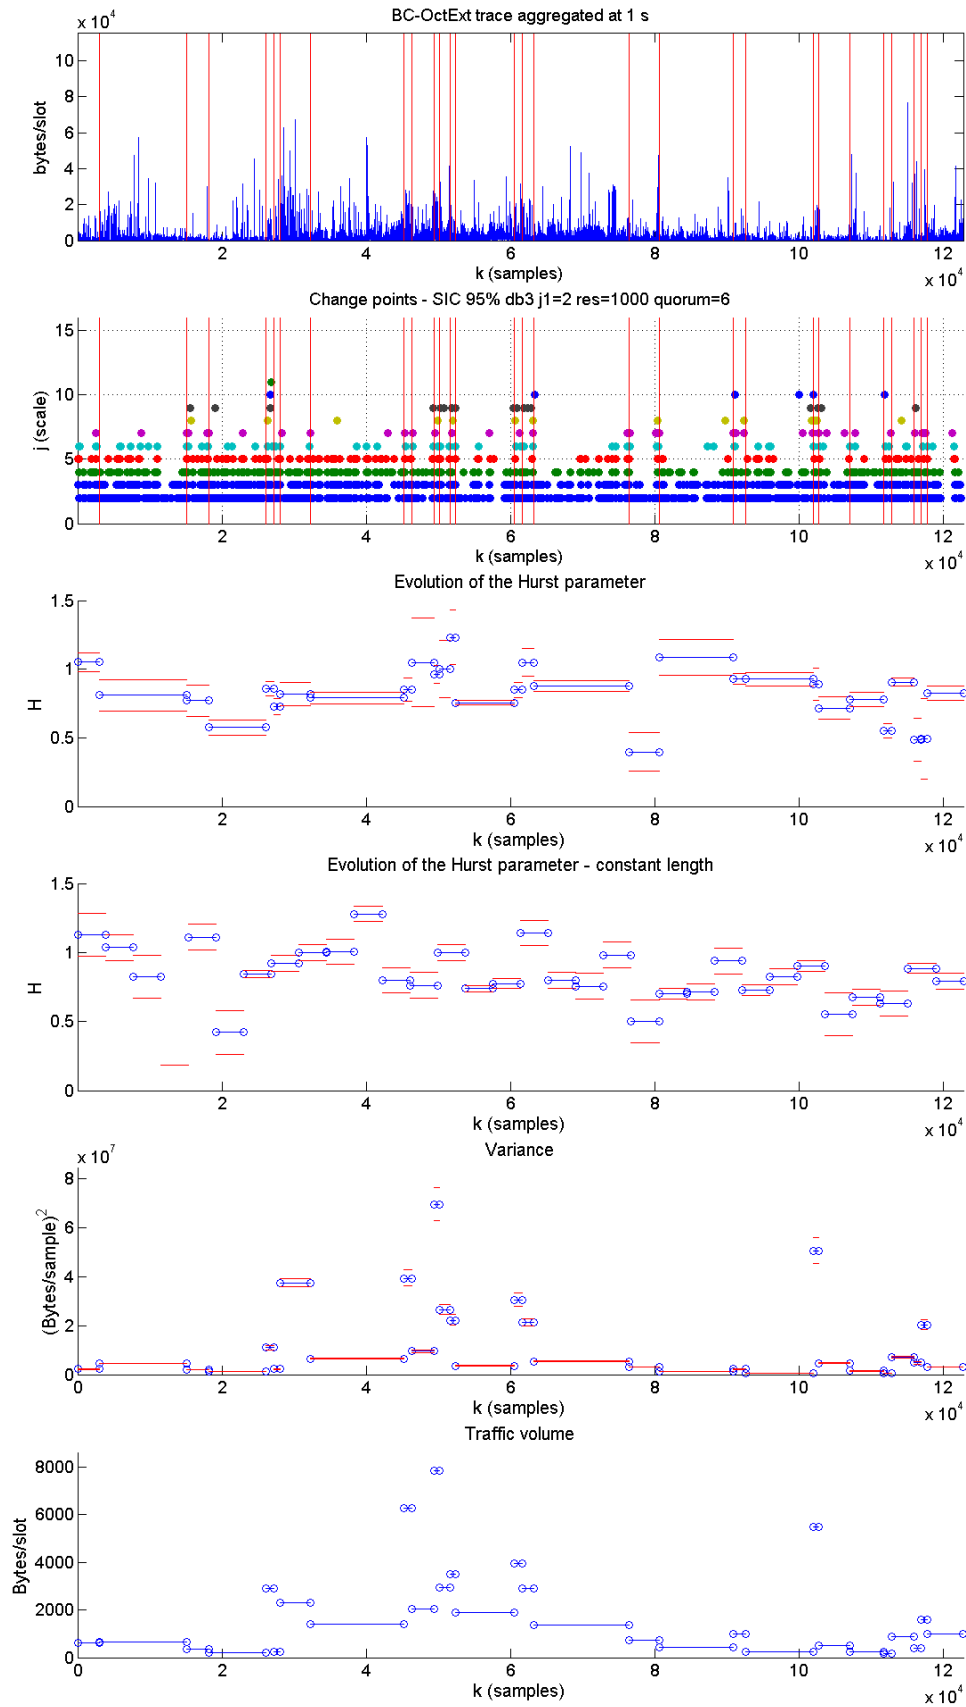 BC-OctExt trace aggregated at 1 s
x 10^4
bytes/slot
10
8
6
4
2
0
2 4 6 8 10 12
k (samples)
x 10^4
Change points - SIC 95% db3 j1=2 res=1000 quorum=6
j (scale)
15
10
5
0
0 2 4 6 8 10 12
k (samples)
x 10^4
Evolution of the Hurst parameter
H
1.5
1
0.5
0
0 2 4 6 8 10 12
k (samples)
x 10^4
Evolution of the Hurst parameter - constant length
H
1.5
1
0.5
0
0 2 4 6 8 10 12
k (samples)
x 10^4
Variance
x 10^7
(Bytes/sample)^2
8
6
4
2
0
0 2 4 6 8 10 12
k (samples)
x 10^4
Traffic volume
Bytes/slot
8000
6000
4000
2000
0
0 2 4 6 8 10 12
k (samples)
x 10^4